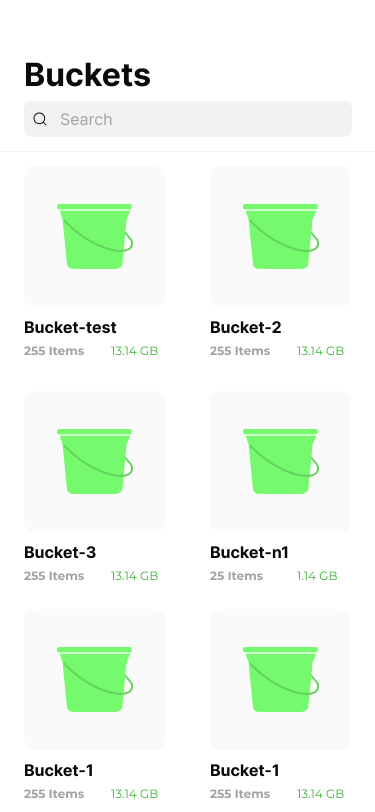 Buckets
Search
Bucket-test
255 Items 13.14 GB
Bucket-2
255 Items 13.14 GB
Bucket-3
255 Items 13.14 GB
Bucket-n1
25 Items 1.14 GB
Bucket-1
255 Items 13.14 GB
Bucket-1
255 Items 13.14 GB